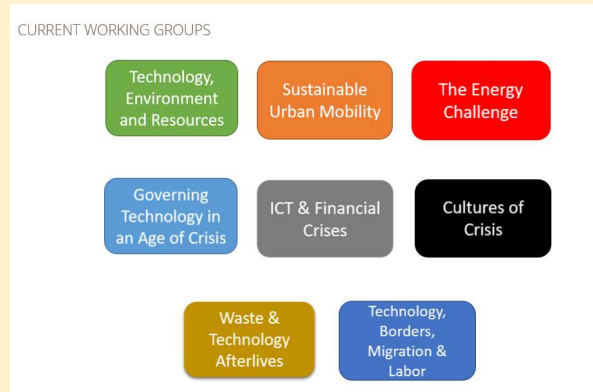 CURRENT WORKING GROUPS
Technology,
Environment
and Resources
Sustainable
Urban Mobility
The Energy
Challenge
Governing
Technology in
an Age of Crisis
ICT & Financial
Crises
Cultures of
Crisis
Waste &
Technology
Afterlives
Technology,
Borders,
Migration &
Labor